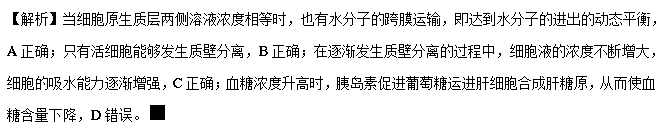 【解析】当细胞原生质层两侧溶液浓度相等时，也有水分子的跨膜运输，即达到水分子的进出的动态平衡，
A 正确；只有活细胞能够发生质壁分离，B 正确；在逐渐发生质壁分离的过程中，细胞液的浓度不断增大，
细胞的吸水能力逐渐增强，C 正确；血糖浓度升高时，胰岛素促进葡萄糖运进肝细胞合成肝糖原，从而使血
糖含量下降，D 错误。